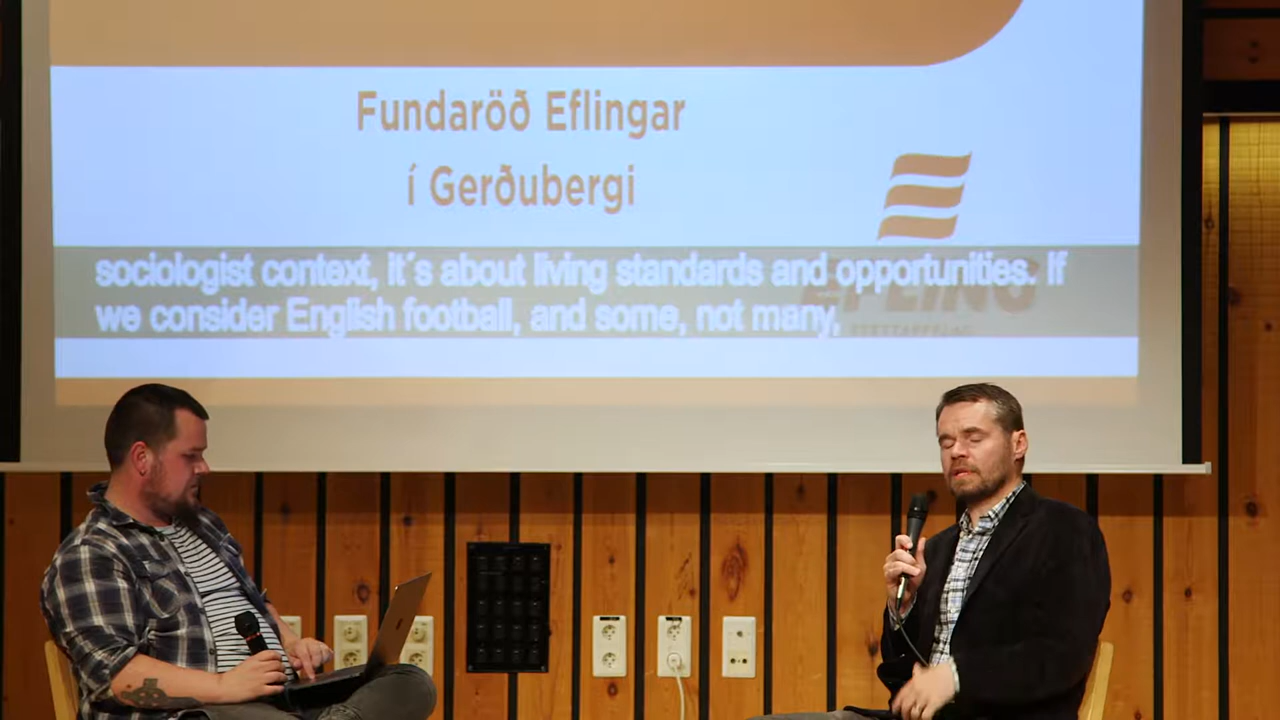 Fundaröð Eflingar
í Gerðubergi
sociologist context, it´s about living standards and opportunities. If
we consider English football, and some, not many,
EFLING